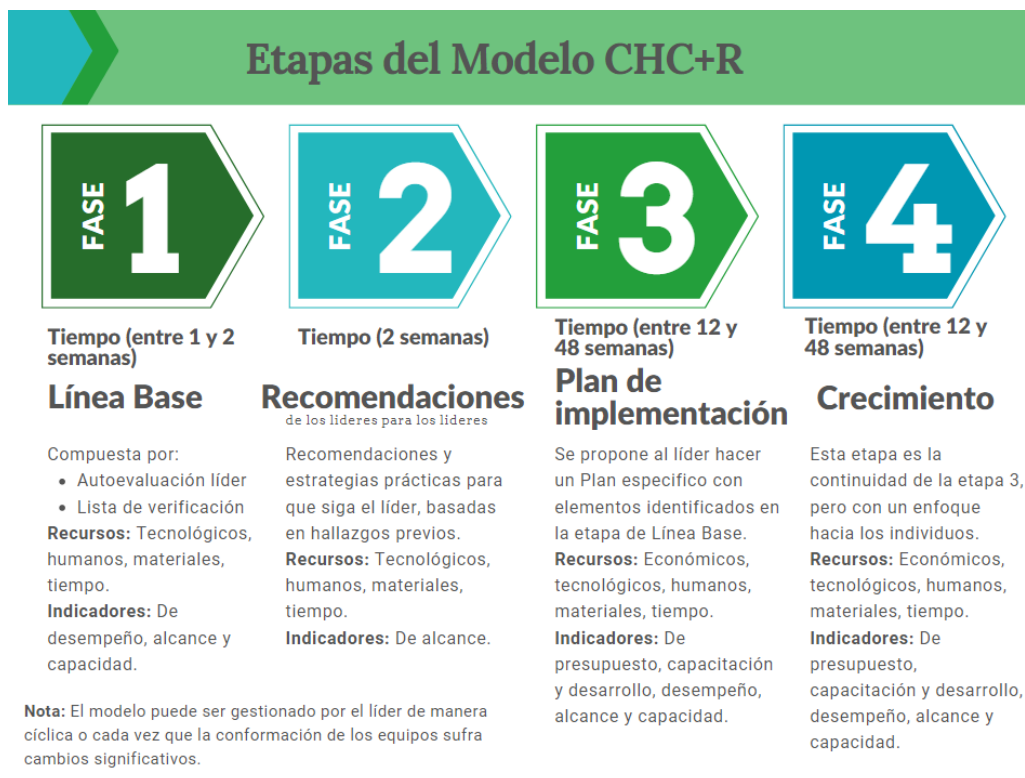 Etapas del Modelo CHC+R
FASE 1
Tiempo (entre 1 y 2
semanas)
Línea Base
Compuesta por:
• Autoevaluación líder
• Lista de verificación
Recursos: Tecnológicos,
humanos, materiales,
tiempo.
Indicadores: De
desempeño, alcance y
capacidad.
FASE 2
Tiempo (2 semanas)
Recomendaciones
de los líderes para los líderes
Recomendaciones y
estrategias prácticas para
que siga el líder, basadas
en hallazgos previos.
Recursos: Tecnológicos,
humanos, materiales,
tiempo.
Indicadores: De alcance.
FASE 3
Tiempo (entre 12 y
48 semanas)
Plan de
implementación
Se propone al líder hacer
un Plan especifico con
elementos identificados en
la etapa de Línea Base.
Recursos: Económicos,
tecnológicos, humanos,
materiales, tiempo.
Indicadores: De
presupuesto, capacitación
y desarrollo, desempeño,
alcance y capacidad.
FASE 4
Tiempo (entre 12 y
48 semanas)
Crecimiento
Esta etapa es la
continuidad de la etapa 3,
pero con un enfoque
hacia los individuos.
Recursos: Económicos,
tecnológicos, humanos,
materiales, tiempo.
Indicadores: De
presupuesto,
capacitación y desarrollo,
desempeño, alcance y
capacidad.
Nota: El modelo puede ser gestionado por el líder de manera
cíclica o cada vez que la conformación de los equipos sufra
cambios significativos.